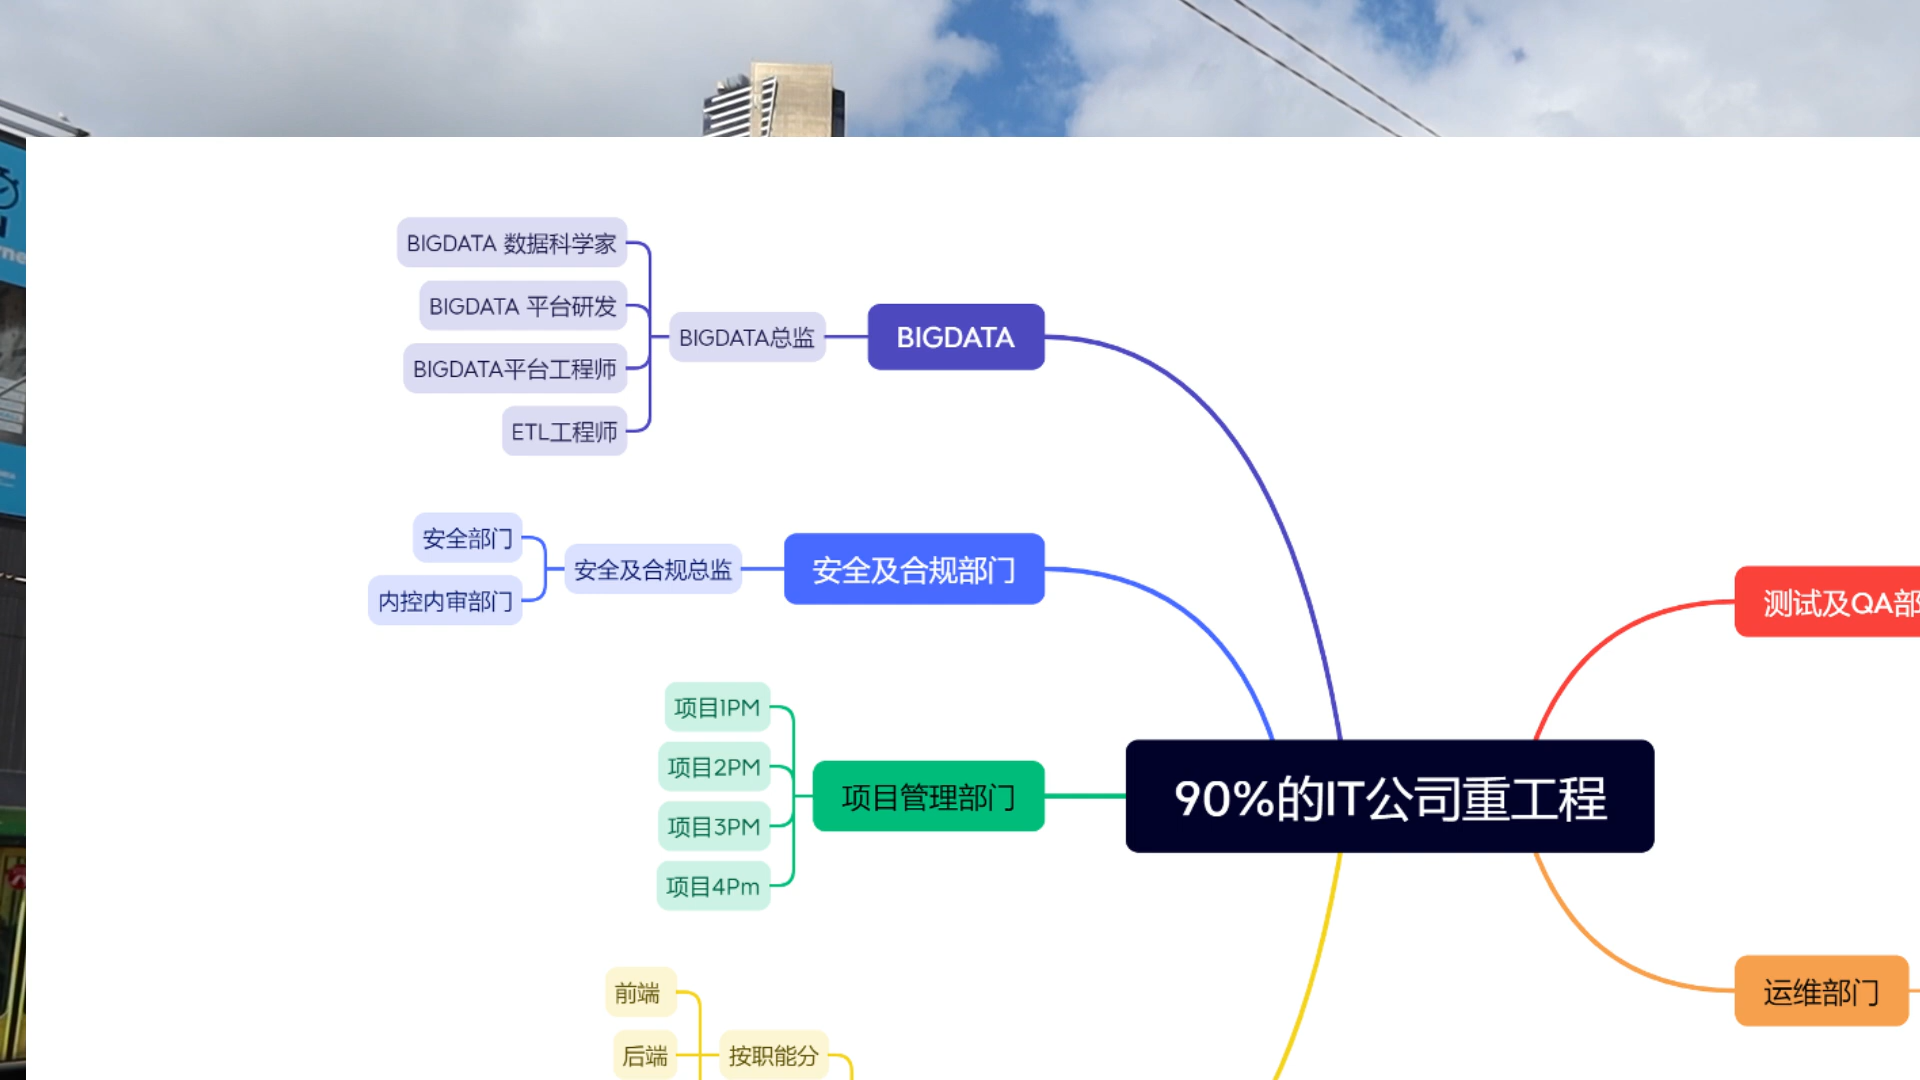 BIGDATA 数据科学家
BIGDATA 平台研发
BIGDATA平台工程师
ETL工程师
BIGDATA总监
BIGDATA
安全部门
内控内审部门
安全及合规总监
安全及合规部门
项目1PM
项目2PM
项目3PM
项目4Pm
项目管理部门
90%的IT公司重工程
测试及QA部
运维部门
前端
后端
按职能分